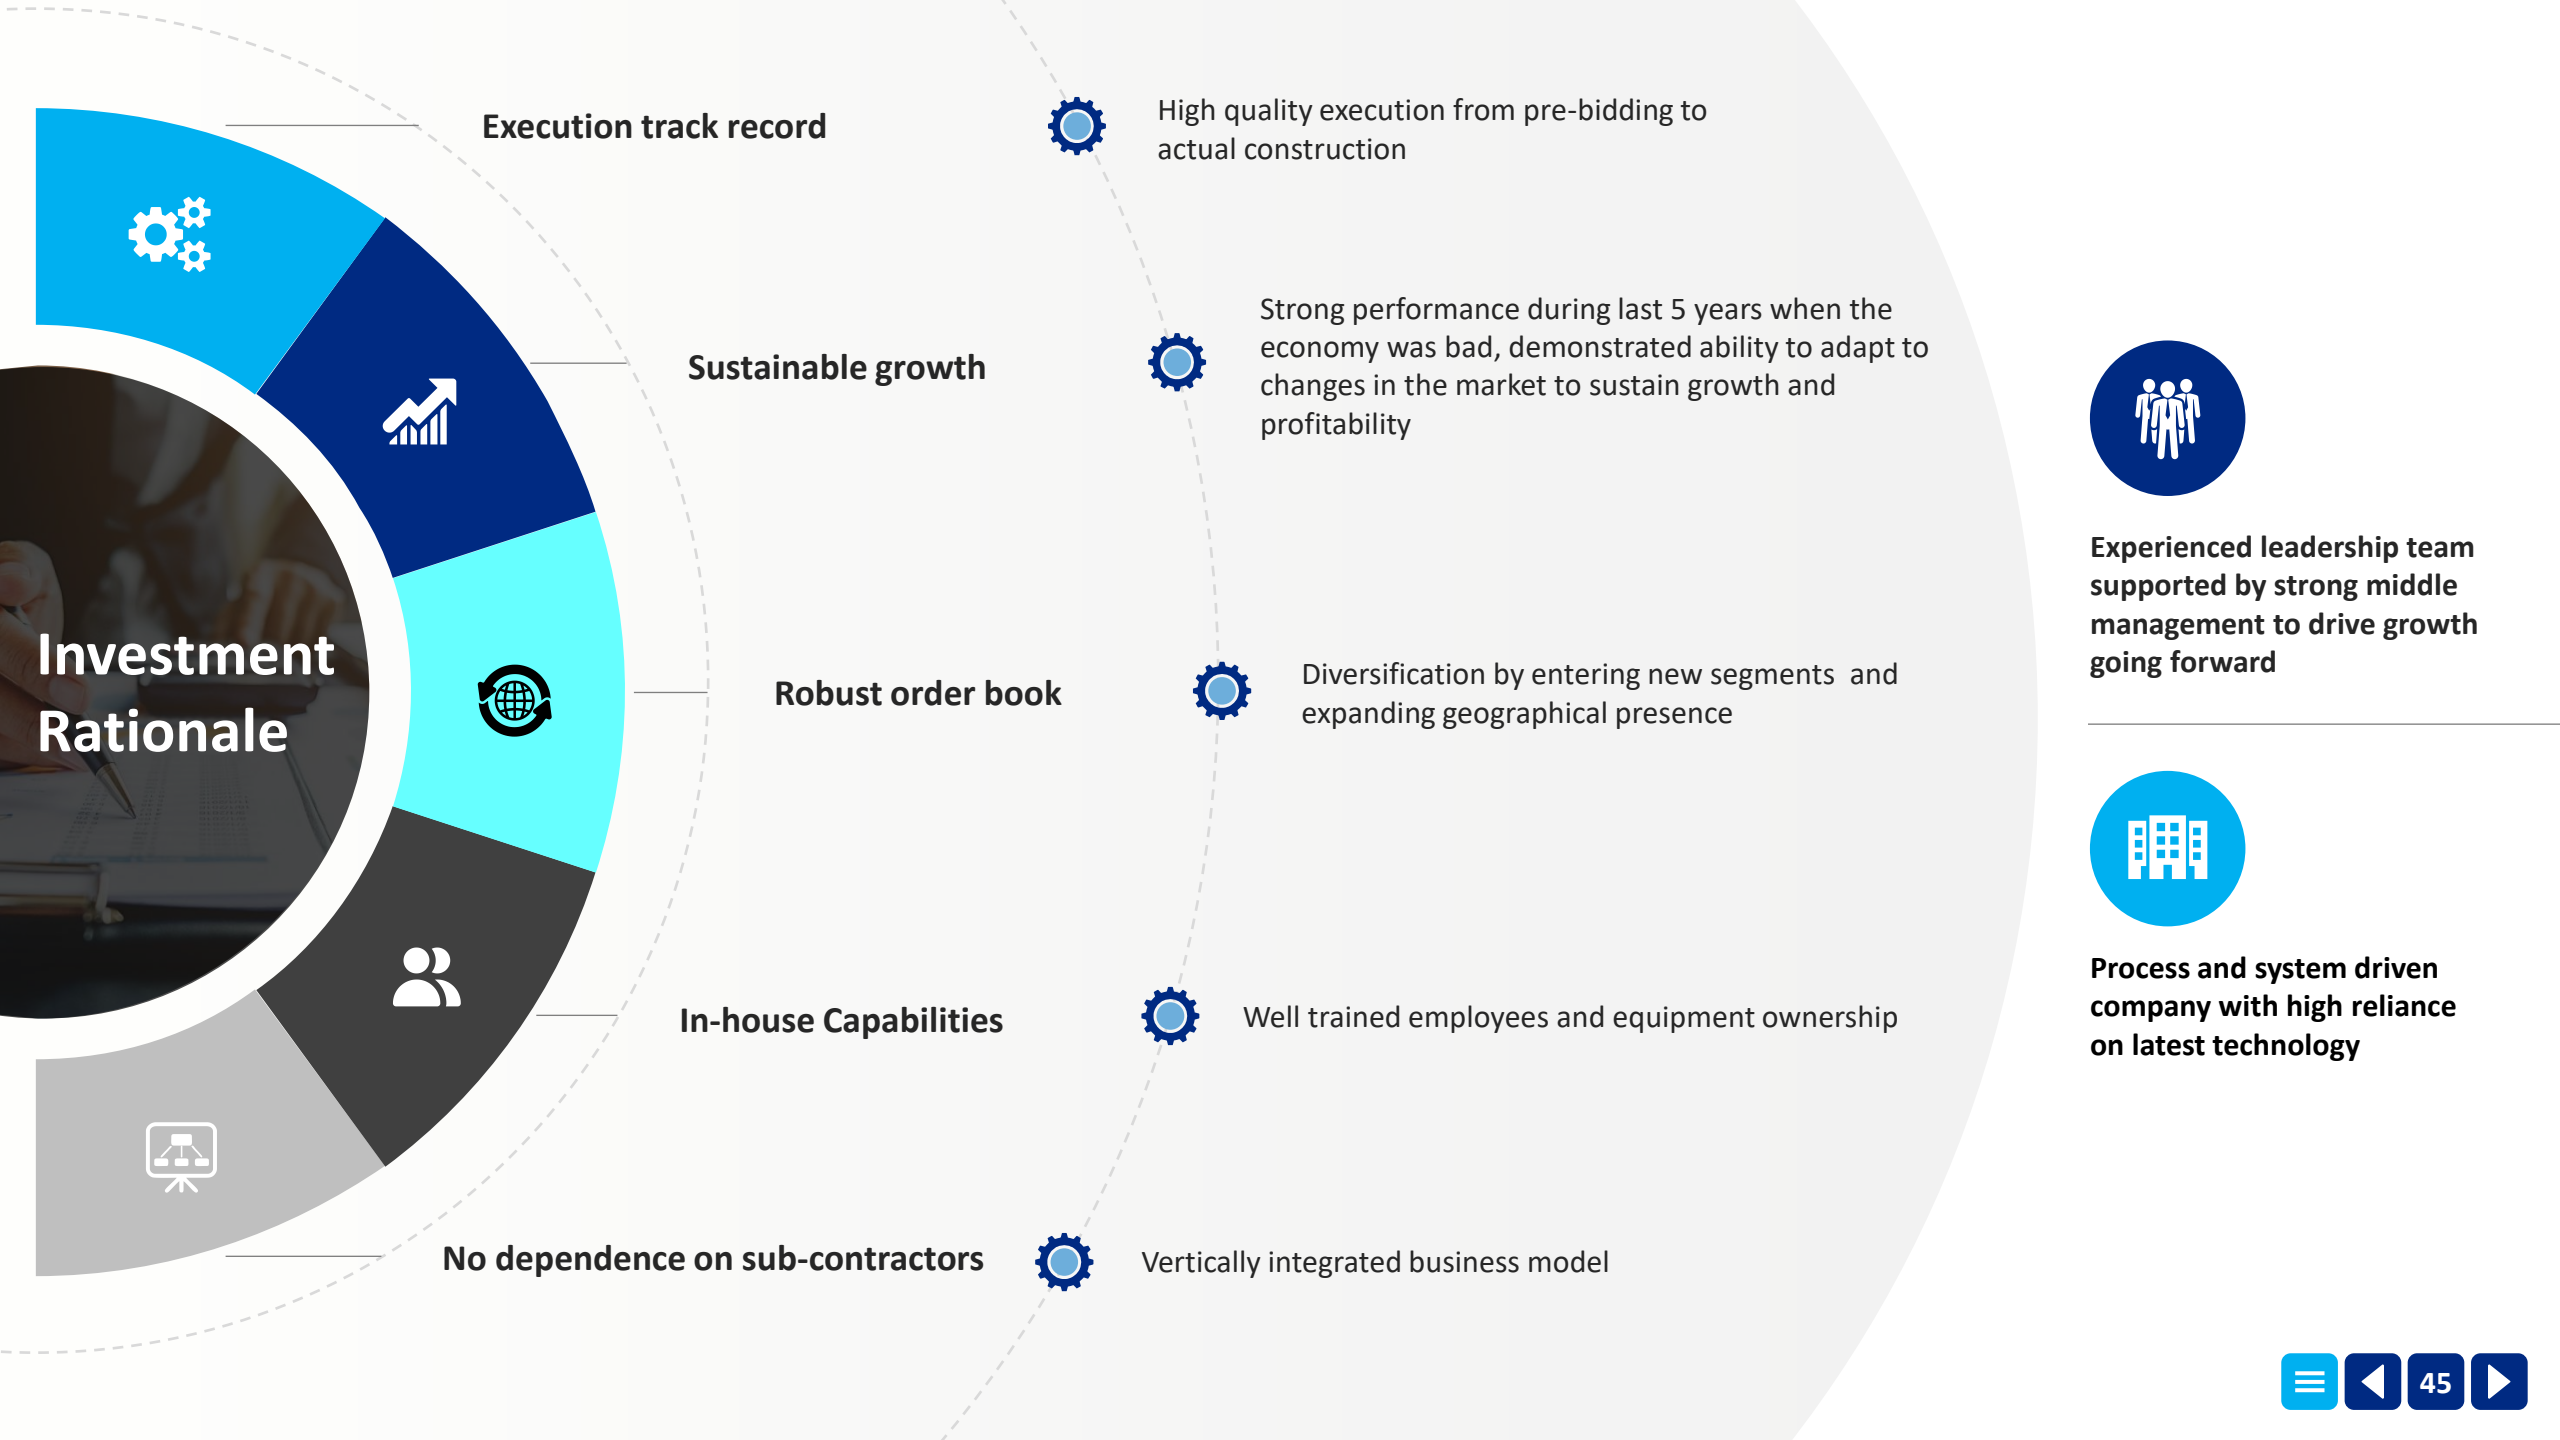 Investment
Rationale
Execution track record
High quality execution from pre-bidding to
actual construction
Sustainable growth
Strong performance during last 5 years when the
economy was bad, demonstrated ability to adapt to
changes in the market to sustain growth and
profitability
Robust order book
Diversification by entering new segments  and
expanding geographical presence
In-house Capabilities
Well trained employees and equipment ownership
No dependence on sub-contractors
Vertically integrated business model
Experienced leadership team
supported by strong middle
management to drive growth
going forward
Process and system driven
company with high reliance
on latest technology
45